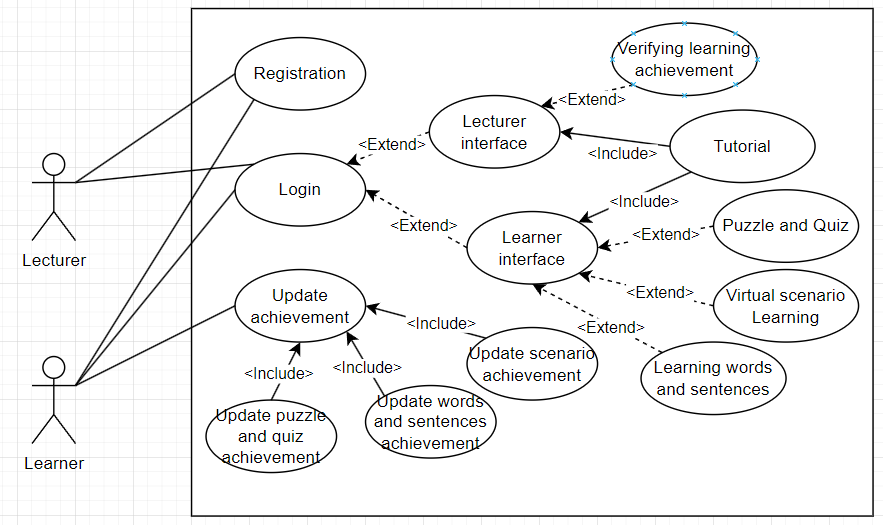 Verifying learning
achievement
Registration
<Extend>
Lecturer
interface
<Extend>
Tutorial
<Include>
Login
<Include>
Lecturer
<Extend>
Puzzle and Quiz
<Extend>
Learner
interface
<Extend>
Virtual scenario
Learning
Update
achievement
<Include>
<Extend>
Update scenario
achievement
Learning words
and sentences
<Include>
<Include>
Update puzzle
and quiz
achievement
Update words
and sentences
achievement
Learner